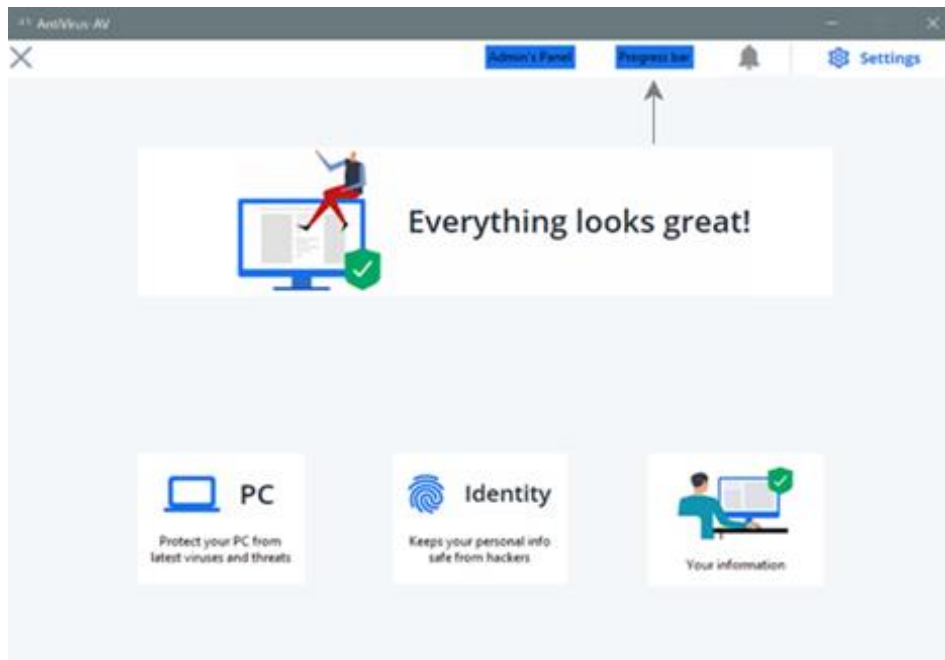 AntiVirus-AV
Admin's Panel
Progress bar
Settings
Everything looks great!
PC
Protect your PC from
latest viruses and threats
Identity
Keeps your personal info
safe from hackers
Your information